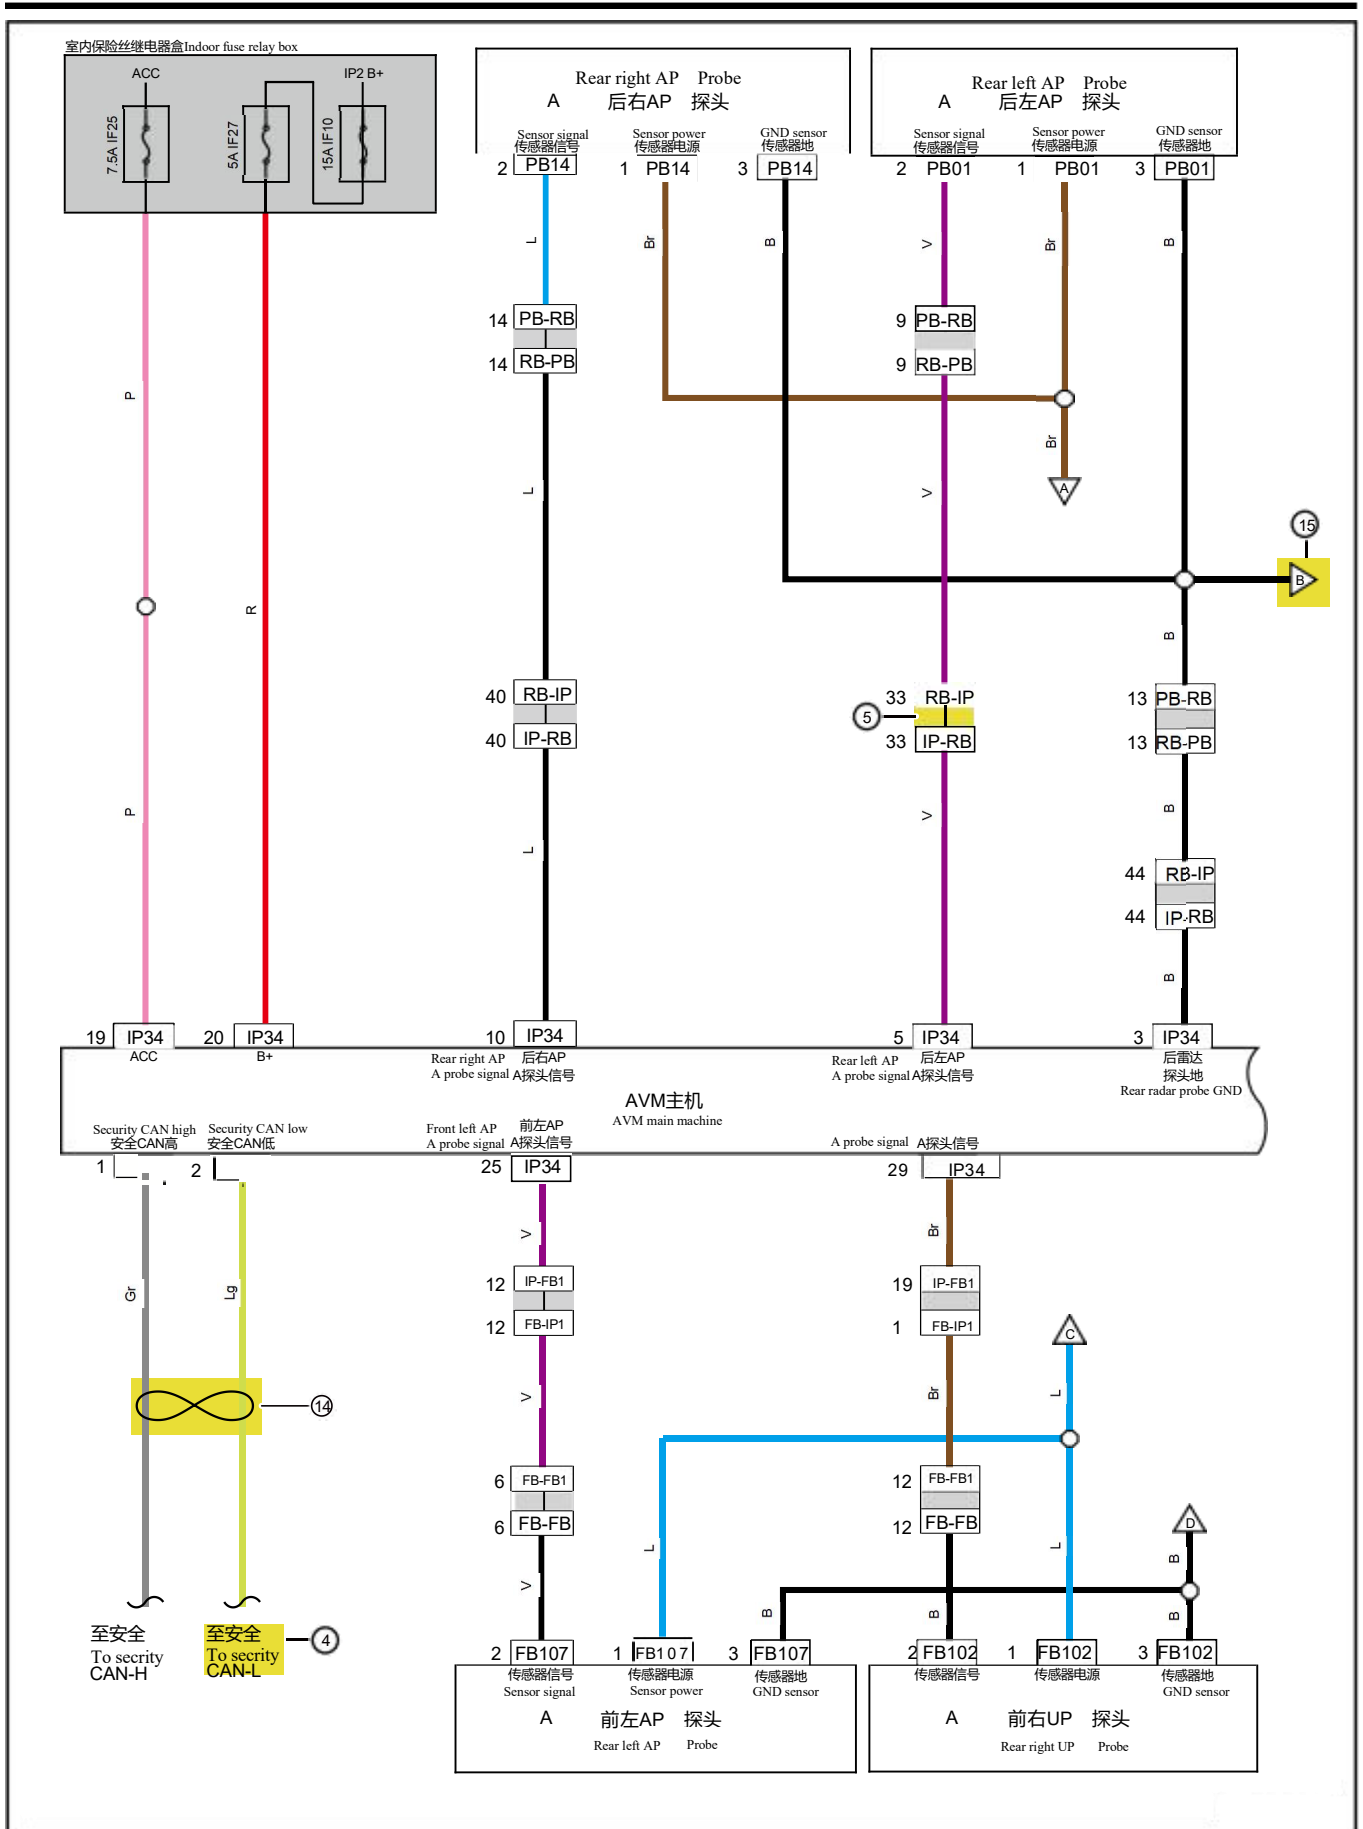 室内保险丝继电器盒Indoor fuse relay box
ACC
IP2 B+
7.5A IF25
5A IF27
15A IF10
Rear right AP Probe
A 后右AP 探头
Sensor signal
传感器信号
Sensor power
传感器电源
GND sensor
传感器地
2 PB14
1 PB14
3 PB14
Rear left AP Probe
A 后左AP 探头
Sensor signal
传感器信号
Sensor power
传感器电源
GND sensor
传感器地
2 PB01
1 PB01
3 PB01
L
Br
B
V
Br
B
14 PB-RB
14 RB-PB
9 PB-RB
9 RB-PB
P
Br
L
V
A
15
B
R
B
40 RB-IP
40 IP-RB
5
33 RB-IP
33 IP-RB
13 PB-RB
13 RB-PB
P
L
V
B
44 RB-IP
44 IP-RB
B
19 IP34
20 IP34
10 IP34
5 IP34
3 IP34
ACC
B+
Rear right AP 后右AP
A probe signal A探头信号
Rear left AP 后左AP
A probe signal A探头信号
后雷达
探头地
Rear radar probe GND
AVM主机
AVM main machine
Security CAN high
安全CAN高
Security CAN low
安全CAN低
Front left AP 前左AP
A probe signal A探头信号
A probe signal A探头信号
1
2
25 IP34
29 IP34
V
Br
Gr
Lg
12 IP-FB1
12 FB-IP1
19 IP-FB1
1 FB-IP1
C
14
V
Br
L
6 FB-FB1
6 FB-FB
12 FB-FB1
12 FB-FB
D
L
L
B
V
B
B
B
至安全
To secrity
CAN-H
至安全
To secrity
CAN-L
4
2 FB107
1 FB107
3 FB107
2 FB102
1 FB102
3 FB102
传感器信号
Sensor signal
传感器电源
Sensor power
传感器地
GND sensor
传感器信号
传感器电源
传感器地
GND sensor
A 前左AP 探头
Rear left AP Probe
A 前右UP 探头
Rear right UP Probe